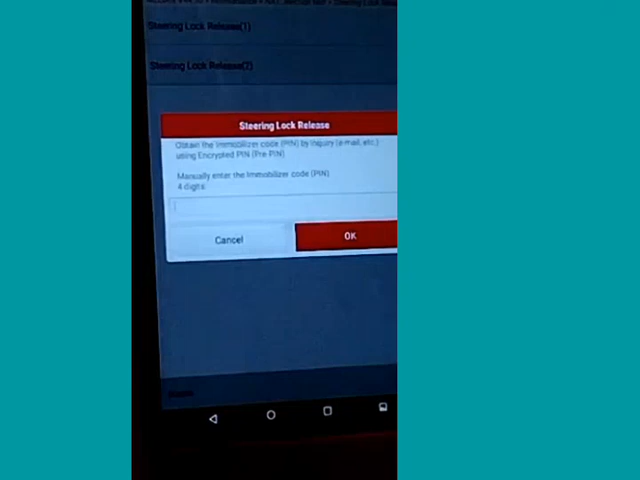 Steering Lock Release(1)
Steering Lock Release(2)
Steering Lock Release
Obtain the Immobilizer code (PIN) by inquiry (e-mail, etc.)
using Encrypted PIN (Pre-PIN)
Manually enter the Immobilizer code (PIN)
4 digits:
Cancel
OK